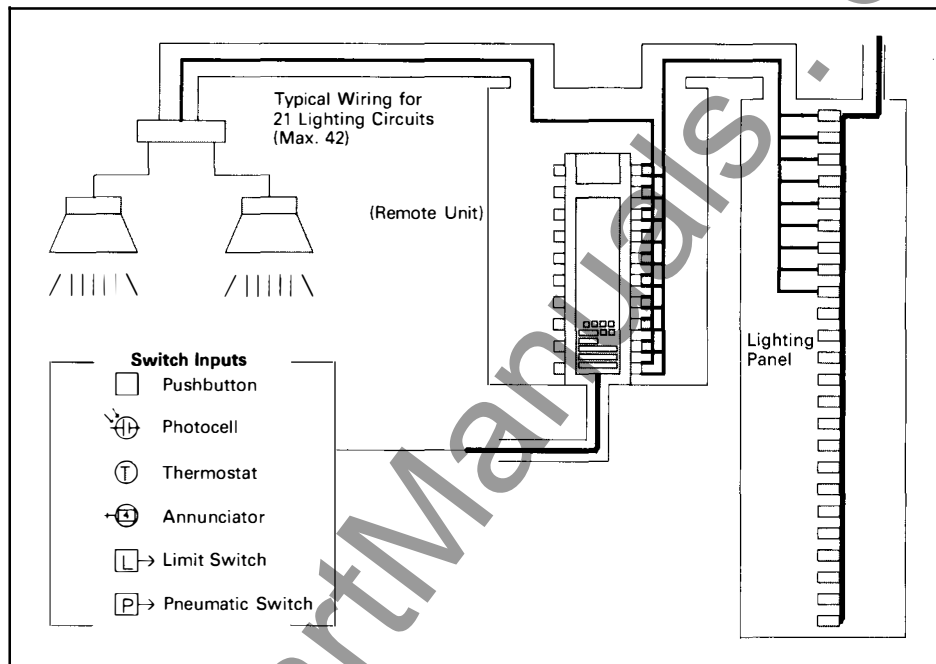 Typical Wiring for
21 Lighting Circuits
(Max. 42)
(Remote Unit)
Lighting
Panel
Switch Inputs
Pushbutton
Photocell
T Thermostat
4 Annunciator
L Limit Switch
P Pneumatic Switch